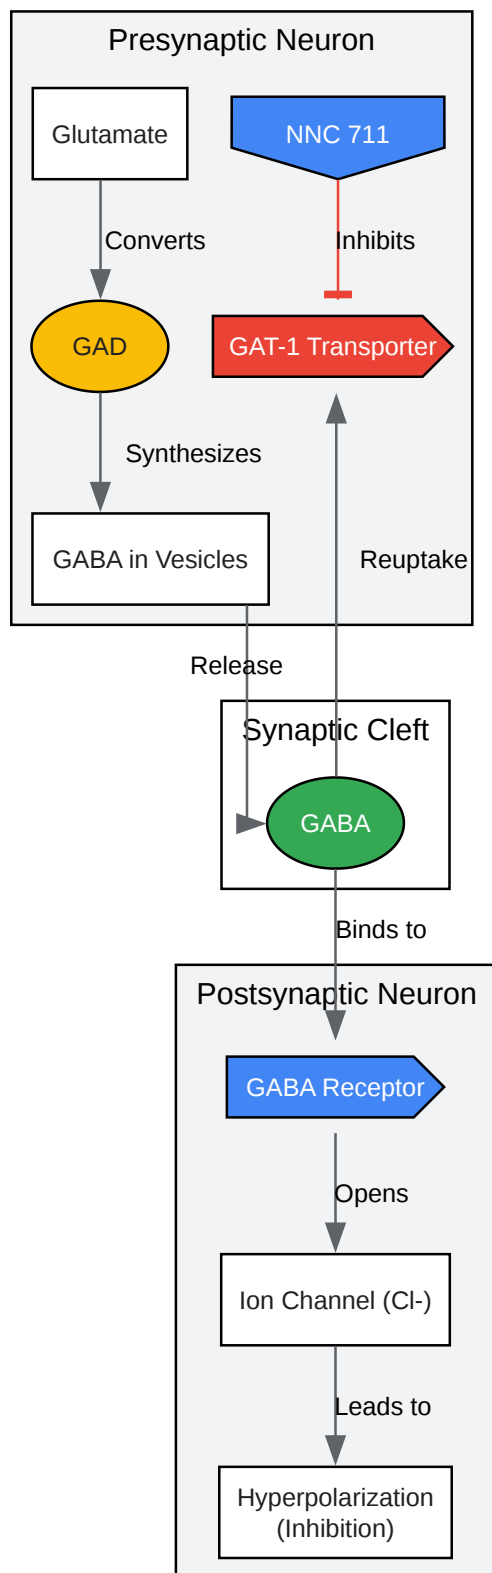 Presynaptic Neuron
Glutamate
NNC 711
Converts
Inhibits
GAD
GAT-1 Transporter
Synthesizes
GABA in Vesicles
Reuptake
Release
Synaptic Cleft
GABA
Binds to
Postsynaptic Neuron
GABA Receptor
Opens
Ion Channel (Cl-)
Leads to
Hyperpolarization
(Inhibition)